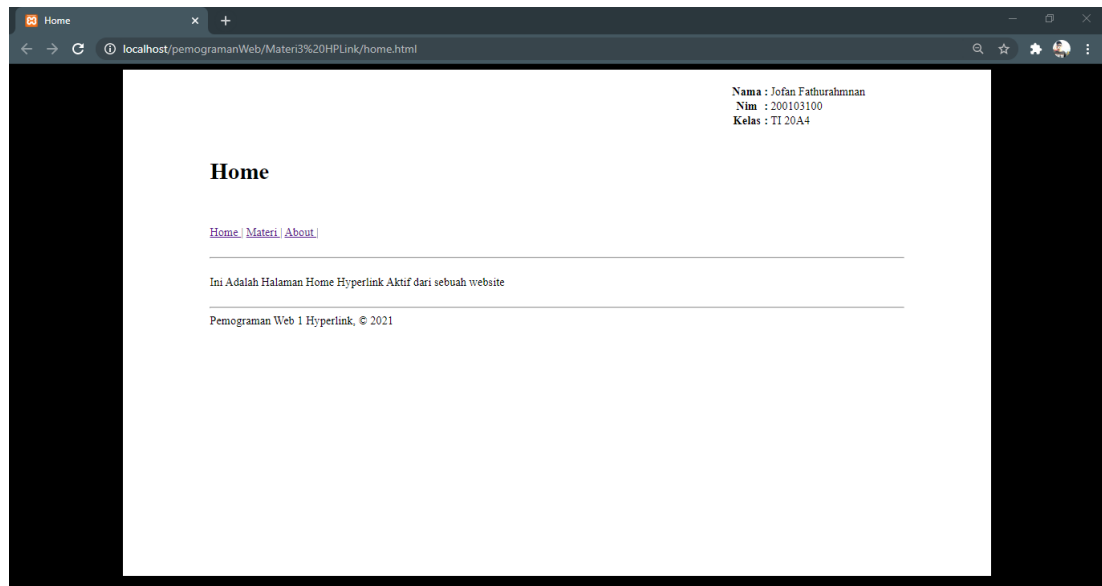 Home
localhost/pemogramanWeb/Materi3%20HPLink/home.html
Nama : Jofan Fathurahmnan
Nim : 200103100
Kelas : TI 20A4
Home
Home | Materi | About |
Ini Adalah Halaman Home Hyperlink Aktif dari sebuah website
Pemograman Web 1 Hyperlink, © 2021